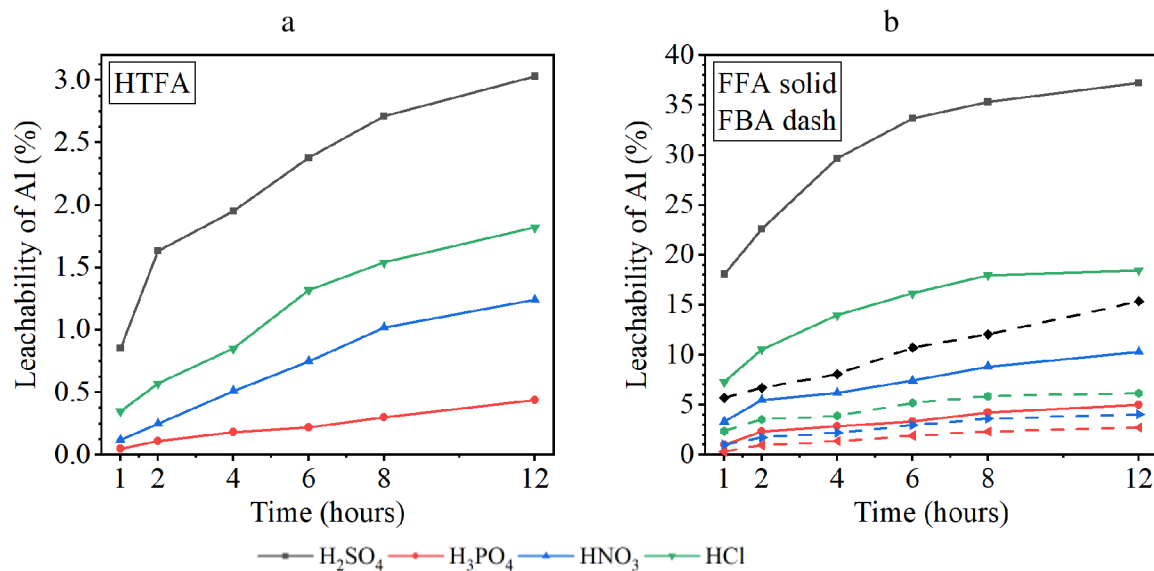 a
HTFA
Leachability of Al (%)
3.0
2.5
2.0
1.5
1.0
0.5
0.0
1 2 4 6 8 12
Time (hours)
b
FFA solid
FBA dash
Leachability of Al (%)
40
35
30
25
20
15
10
5
0
1 2 4 6 8 12
Time (hours)
H₂SO₄ H₃PO₄ HNO₃ HCl